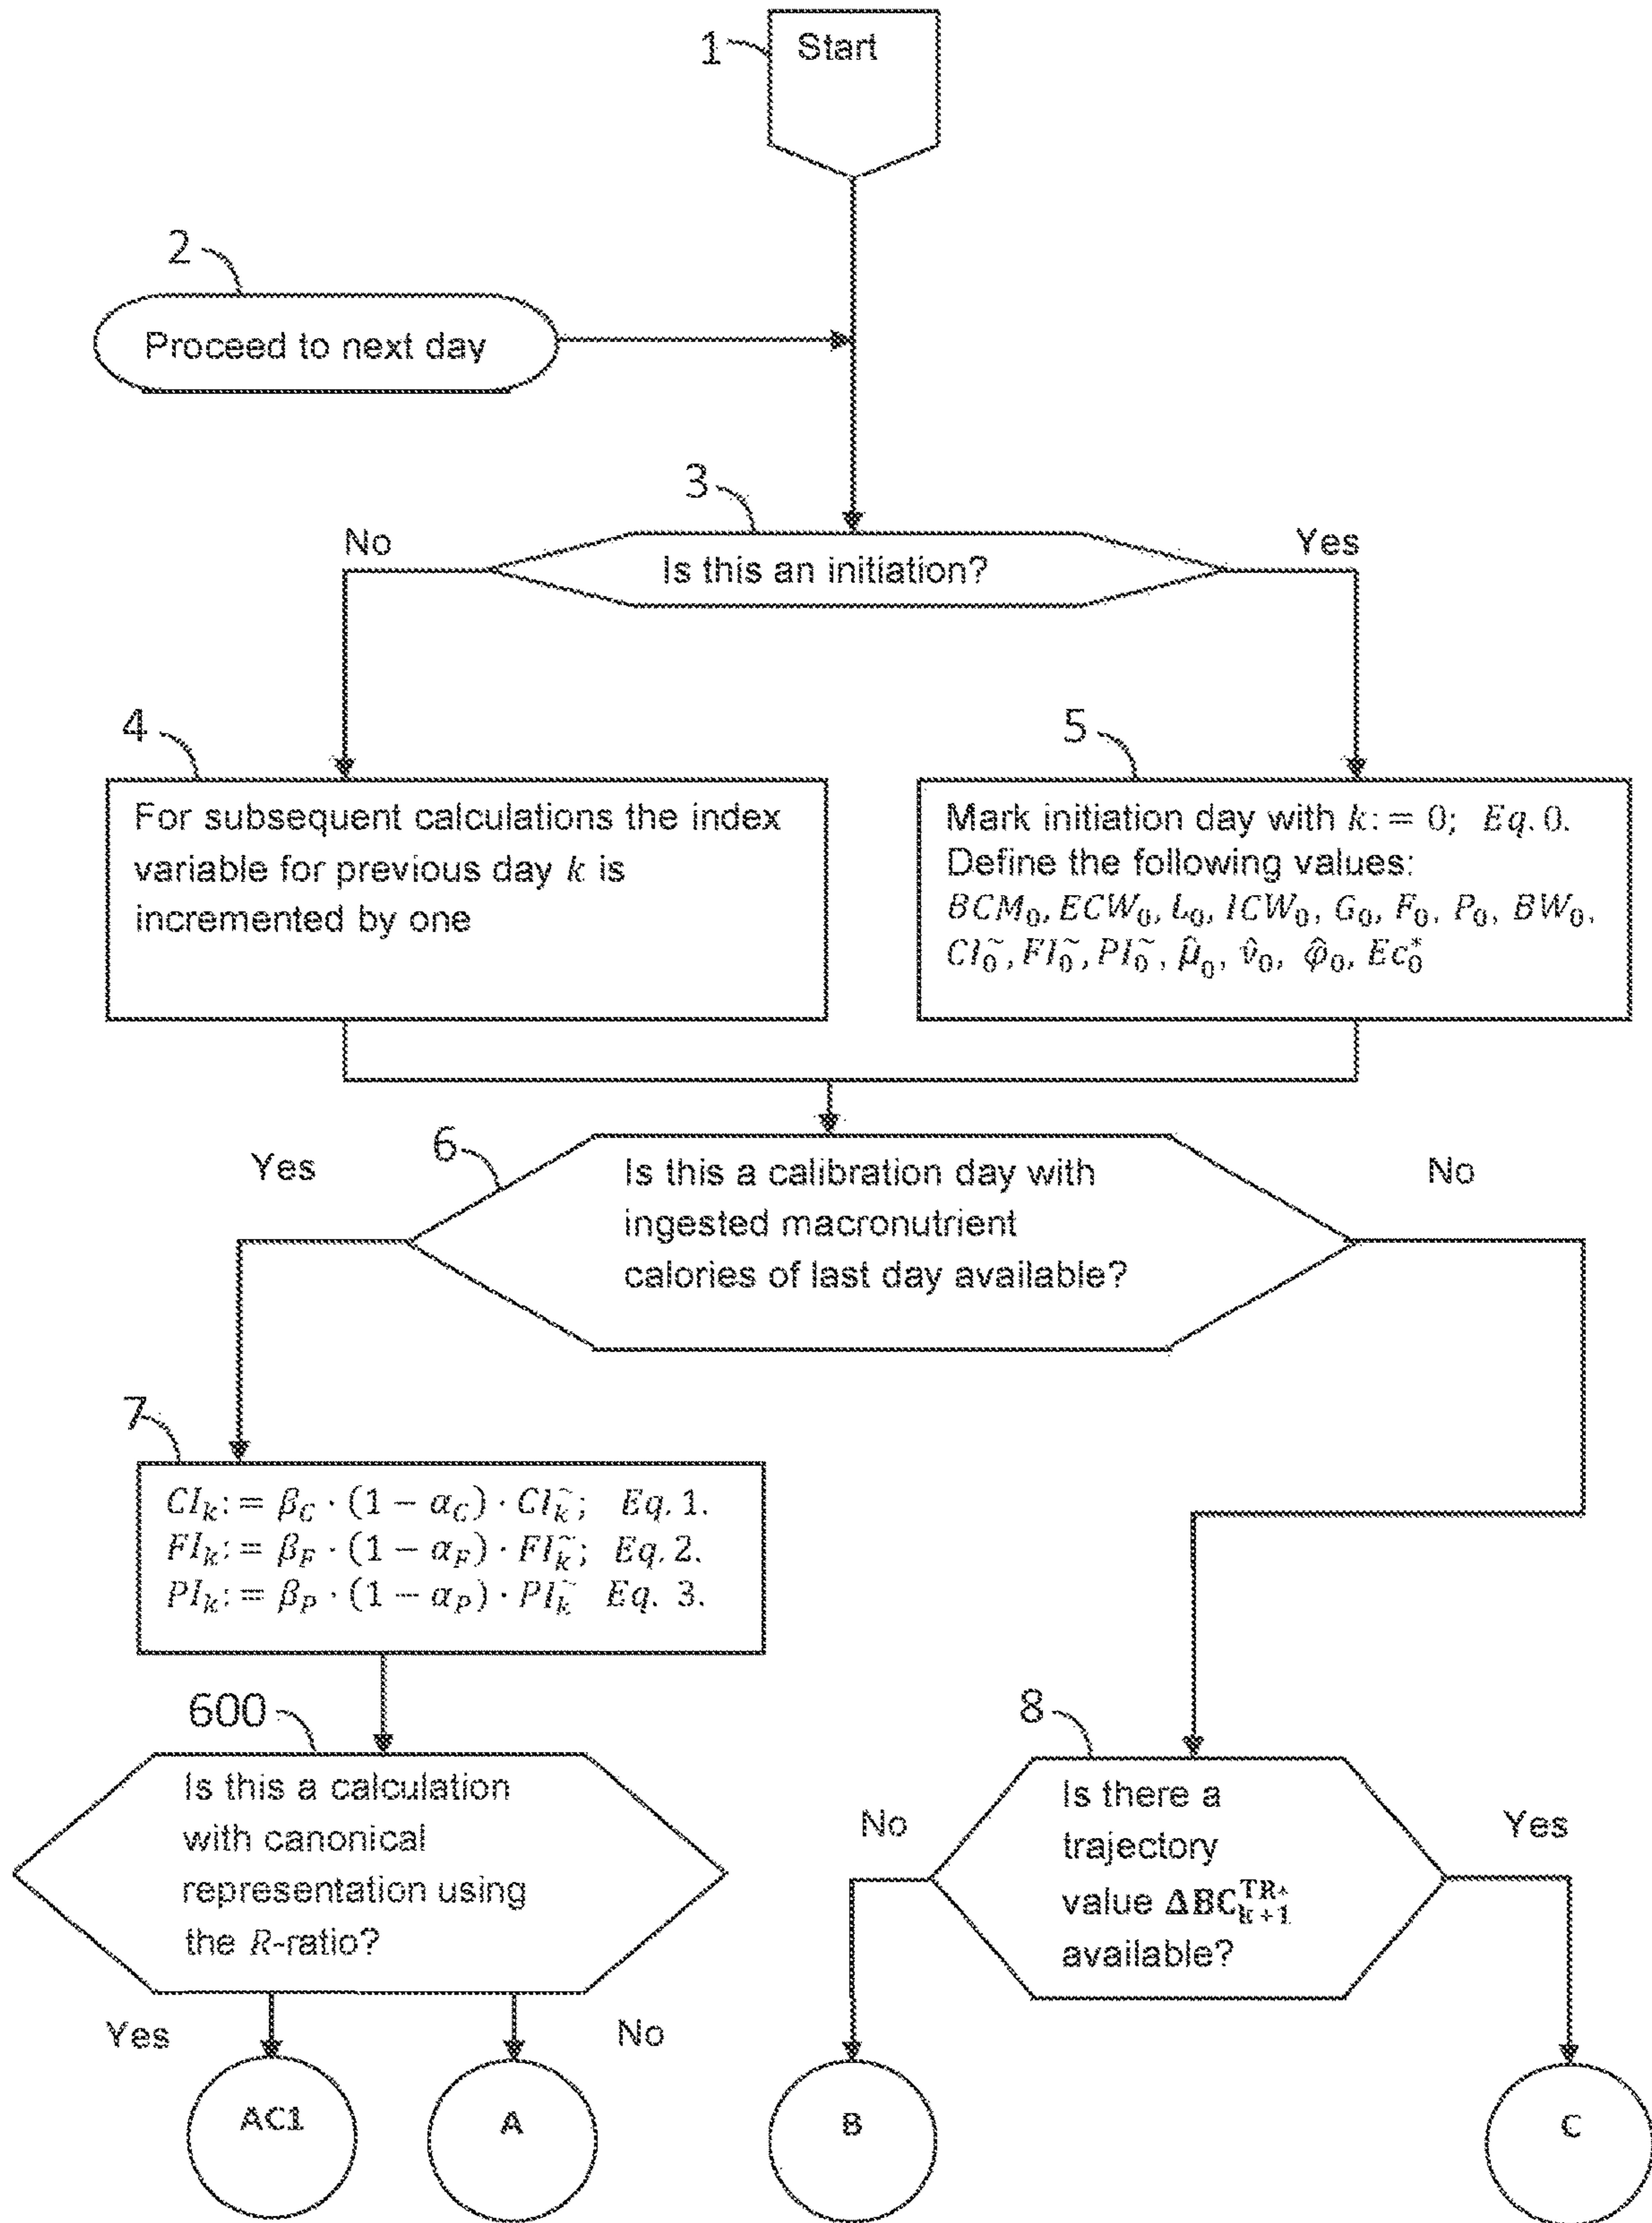 1
Start
2
Proceed to next day
3
No
Yes
Is this an initiation?
4
5
For subsequent calculations the index
variable for previous day k is
incremented by one
Mark initiation day with k: = 0; Eq. 0.
Define the following values:
BCM₀, ECW₀, L₀, ICW₀, G₀, F₀, P₀, BW₀,
CI₀~, FI₀~, PI₀~, μ̂₀, ν̂₀, φ̂₀, Ec₀*
6
Yes
No
Is this a calibration day with
ingested macronutrient
calories of last day available?
7
CIₖ: = β_C · (1 − α_C) · CIₖ~; Eq. 1.
FIₖ: = β_F · (1 − α_F) · FIₖ~; Eq. 2.
PIₖ: = β_P · (1 − α_P) · PIₖ~ Eq. 3.
600
Is this a calculation
with canonical
representation using
the R-ratio?
Yes
No
AC1
A
8
No
Yes
Is there a
trajectory
value ΔBC_{k+1}^{TR*}
available?
B
C